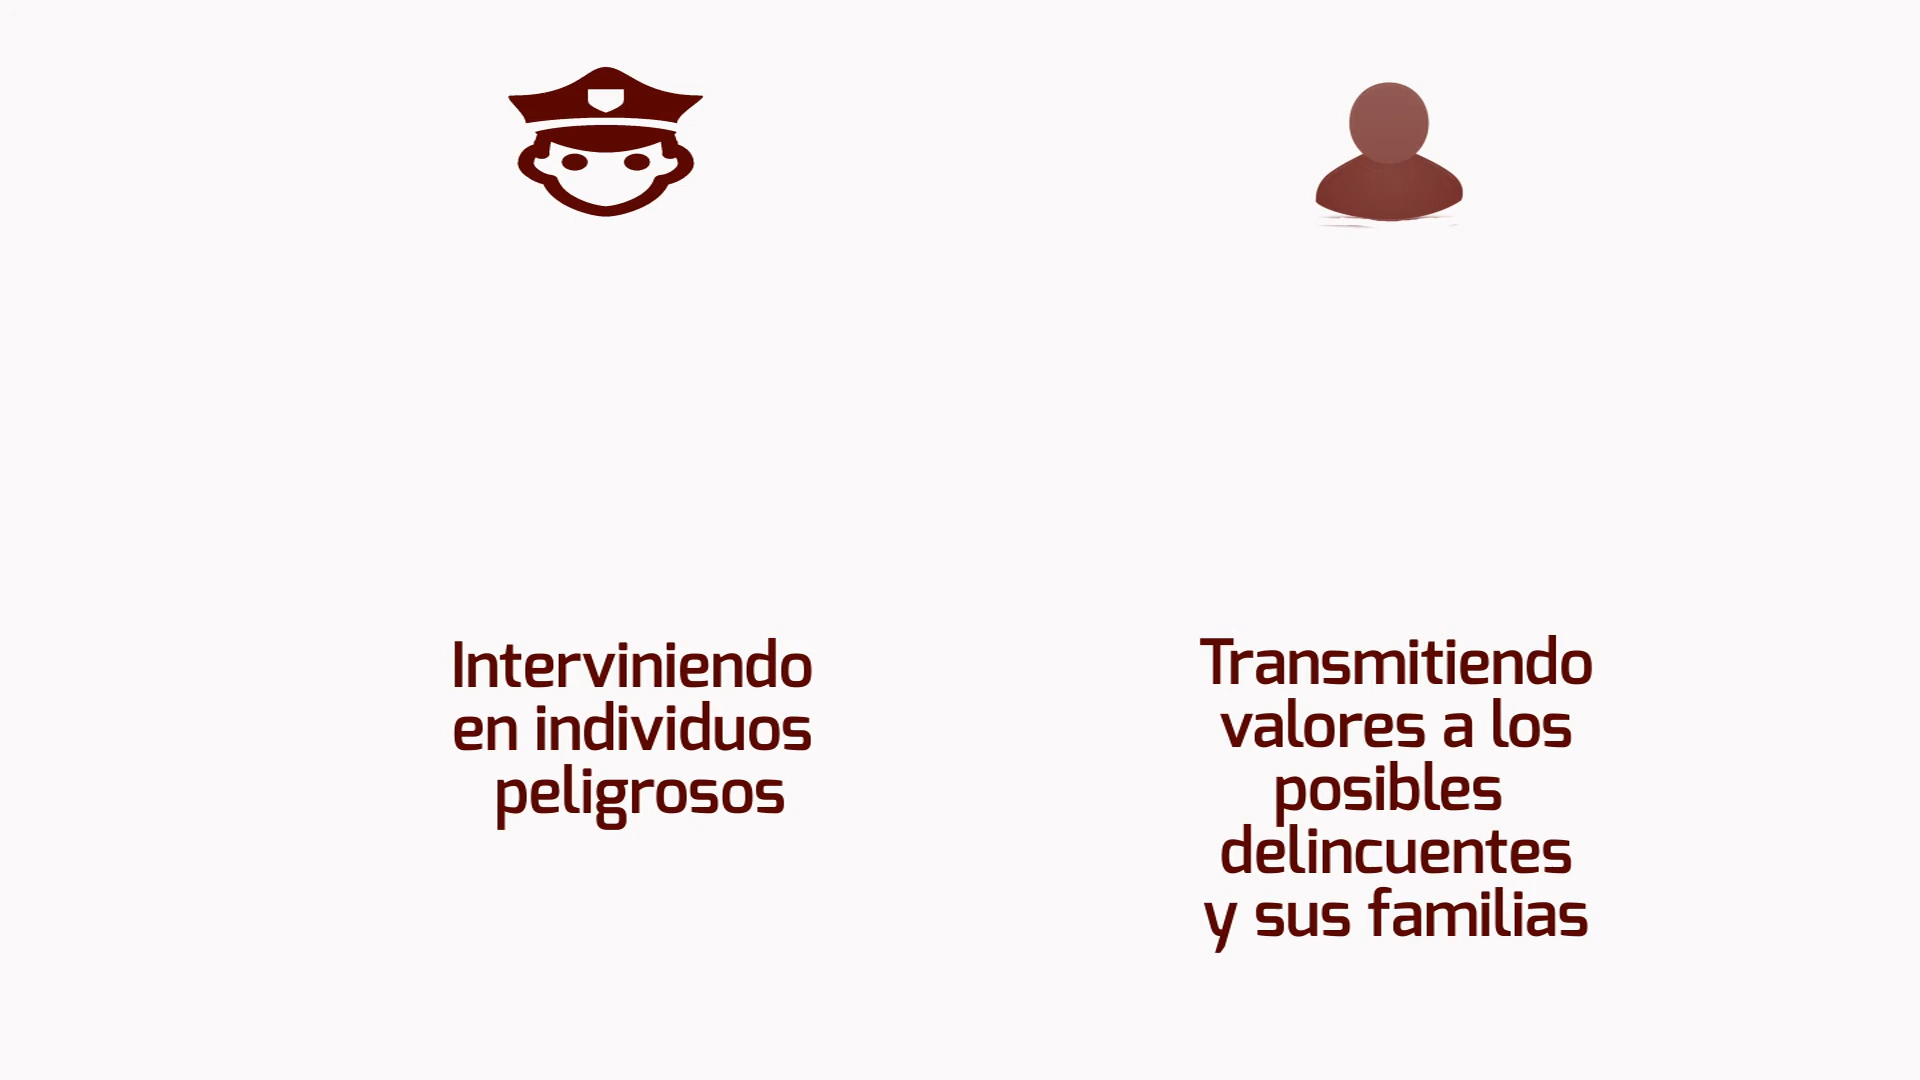 Interviniendo
en individuos
peligrosos
Transmitiendo
valores a los
posibles
delincuentes
y sus familias